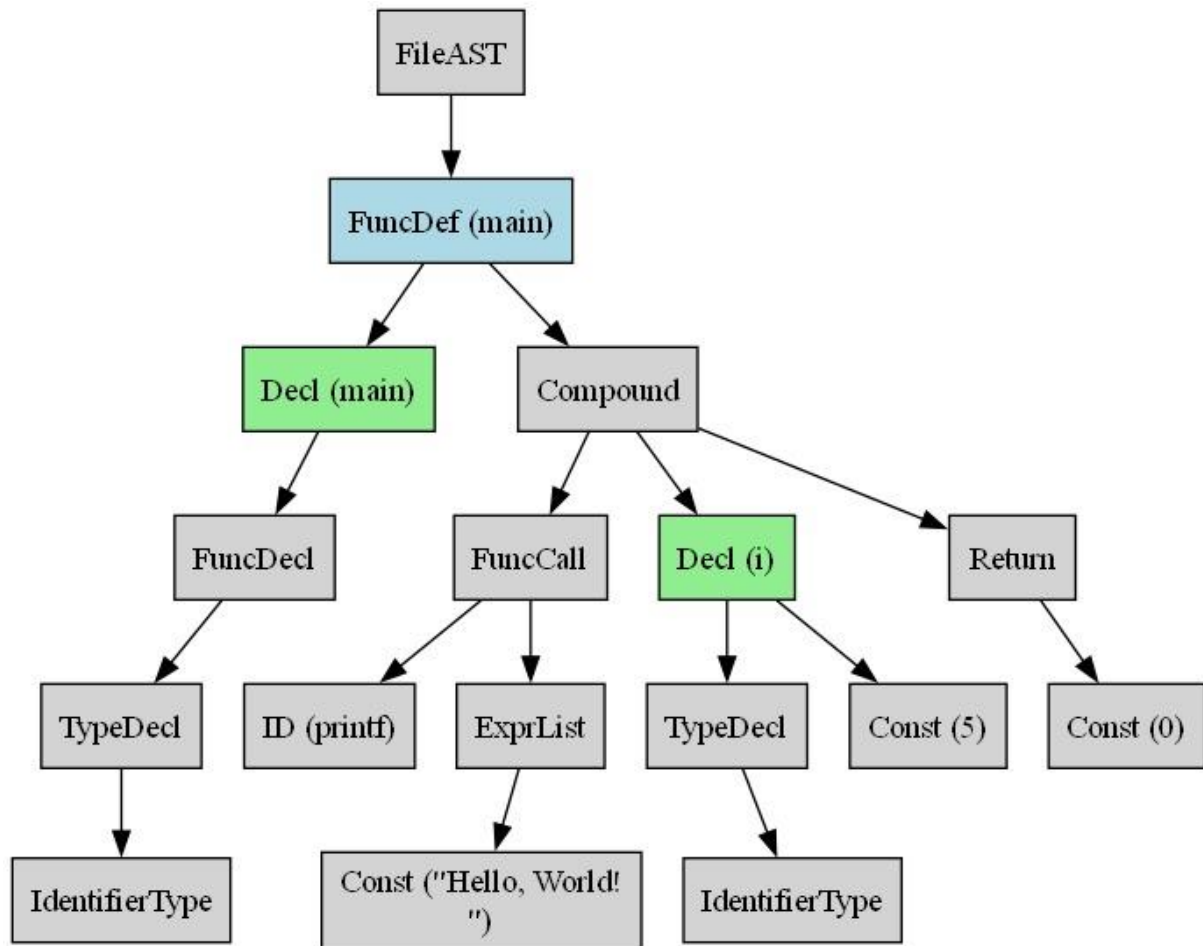 FileAST
FuncDef (main)
Decl (main)
Compound
FuncDecl
FuncCall
Decl (i)
Return
TypeDecl
ID (printf)
ExprList
TypeDecl
Const (5)
Const (0)
IdentifierType
Const ("Hello, World!
")
IdentifierType